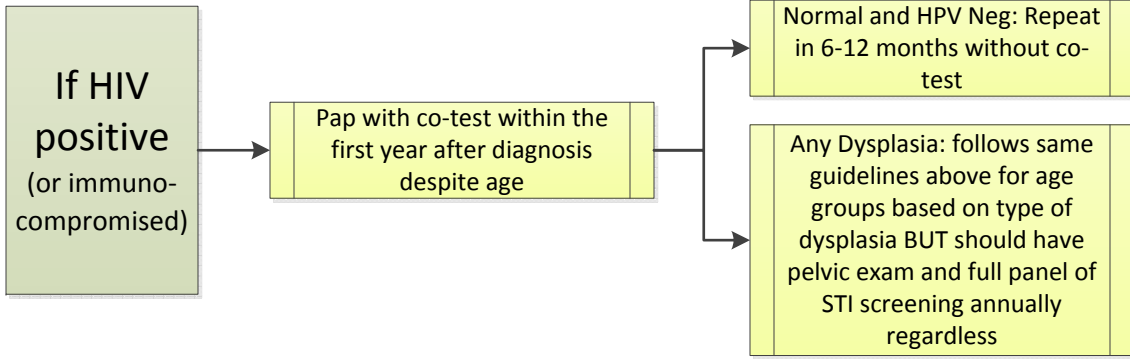 If HIV
positive
(or immuno-
compromised)
Pap with co-test within the
first year after diagnosis
despite age
Normal and HPV Neg: Repeat
in 6-12 months without co-
test
Any Dysplasia: follows same
guidelines above for age
groups based on type of
dysplasia BUT should have
pelvic exam and full panel of
STI screening annually
regardless